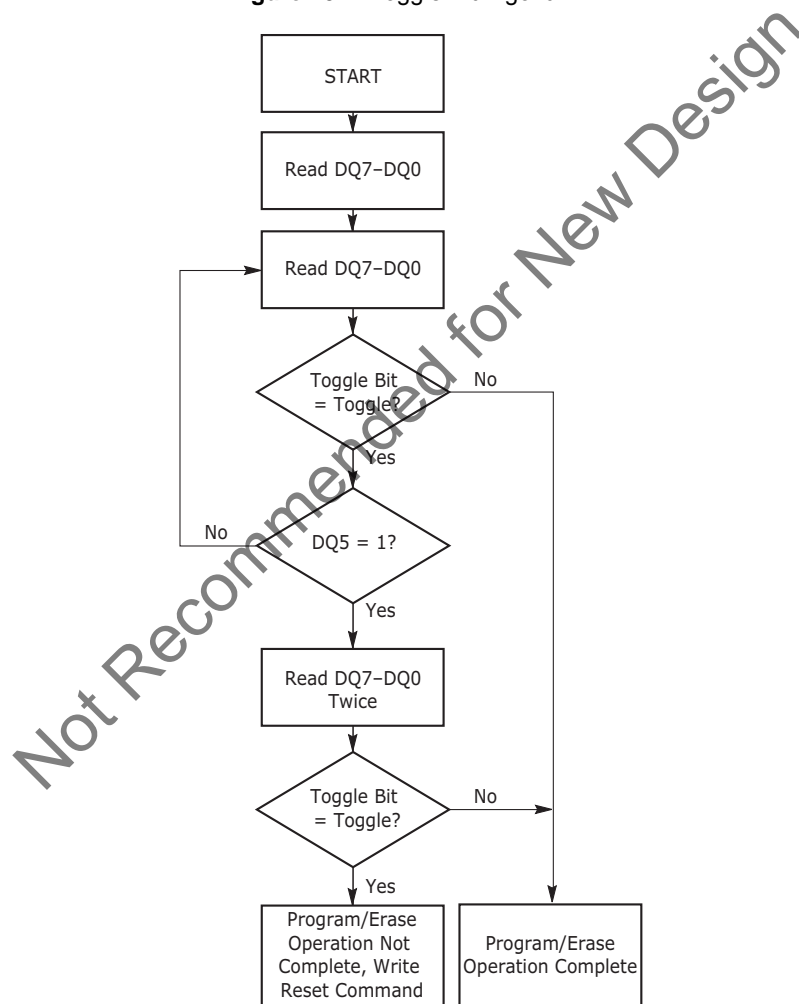 START
Read DQ7–DQ0
Read DQ7–DQ0
Toggle Bit
= Toggle?
No
Yes
No
DQ5 = 1?
Yes
Read DQ7–DQ0
Twice
Toggle Bit
= Toggle?
No
Yes
Program/Erase
Operation Not
Complete, Write
Reset Command
Program/Erase
Operation Complete
Not Recommended for New Design